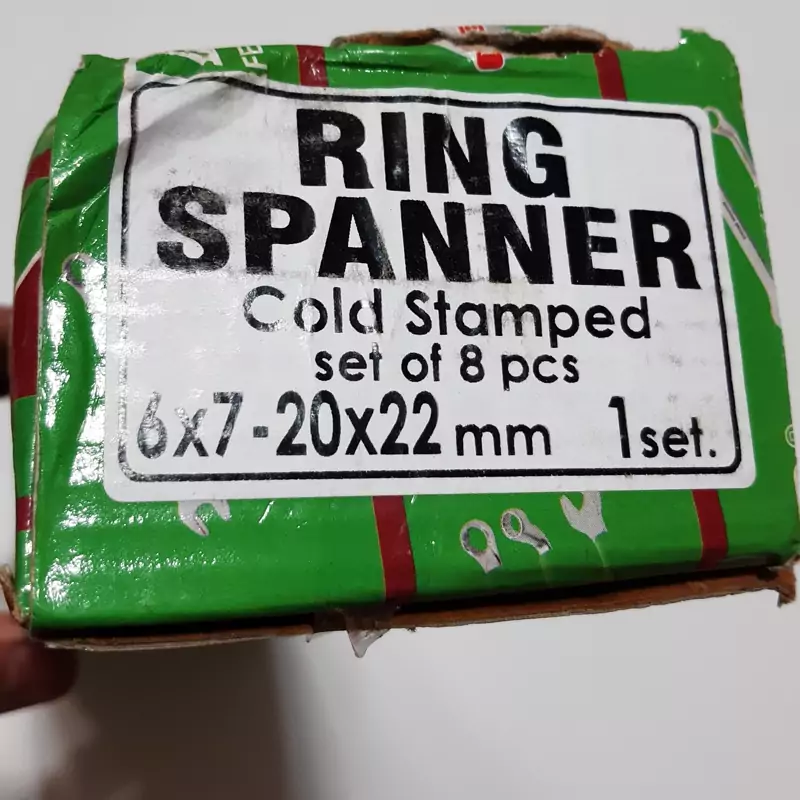 RING
SPANNER
Cold Stamped
set of 8 pcs
6x7-20x22 mm 1set.